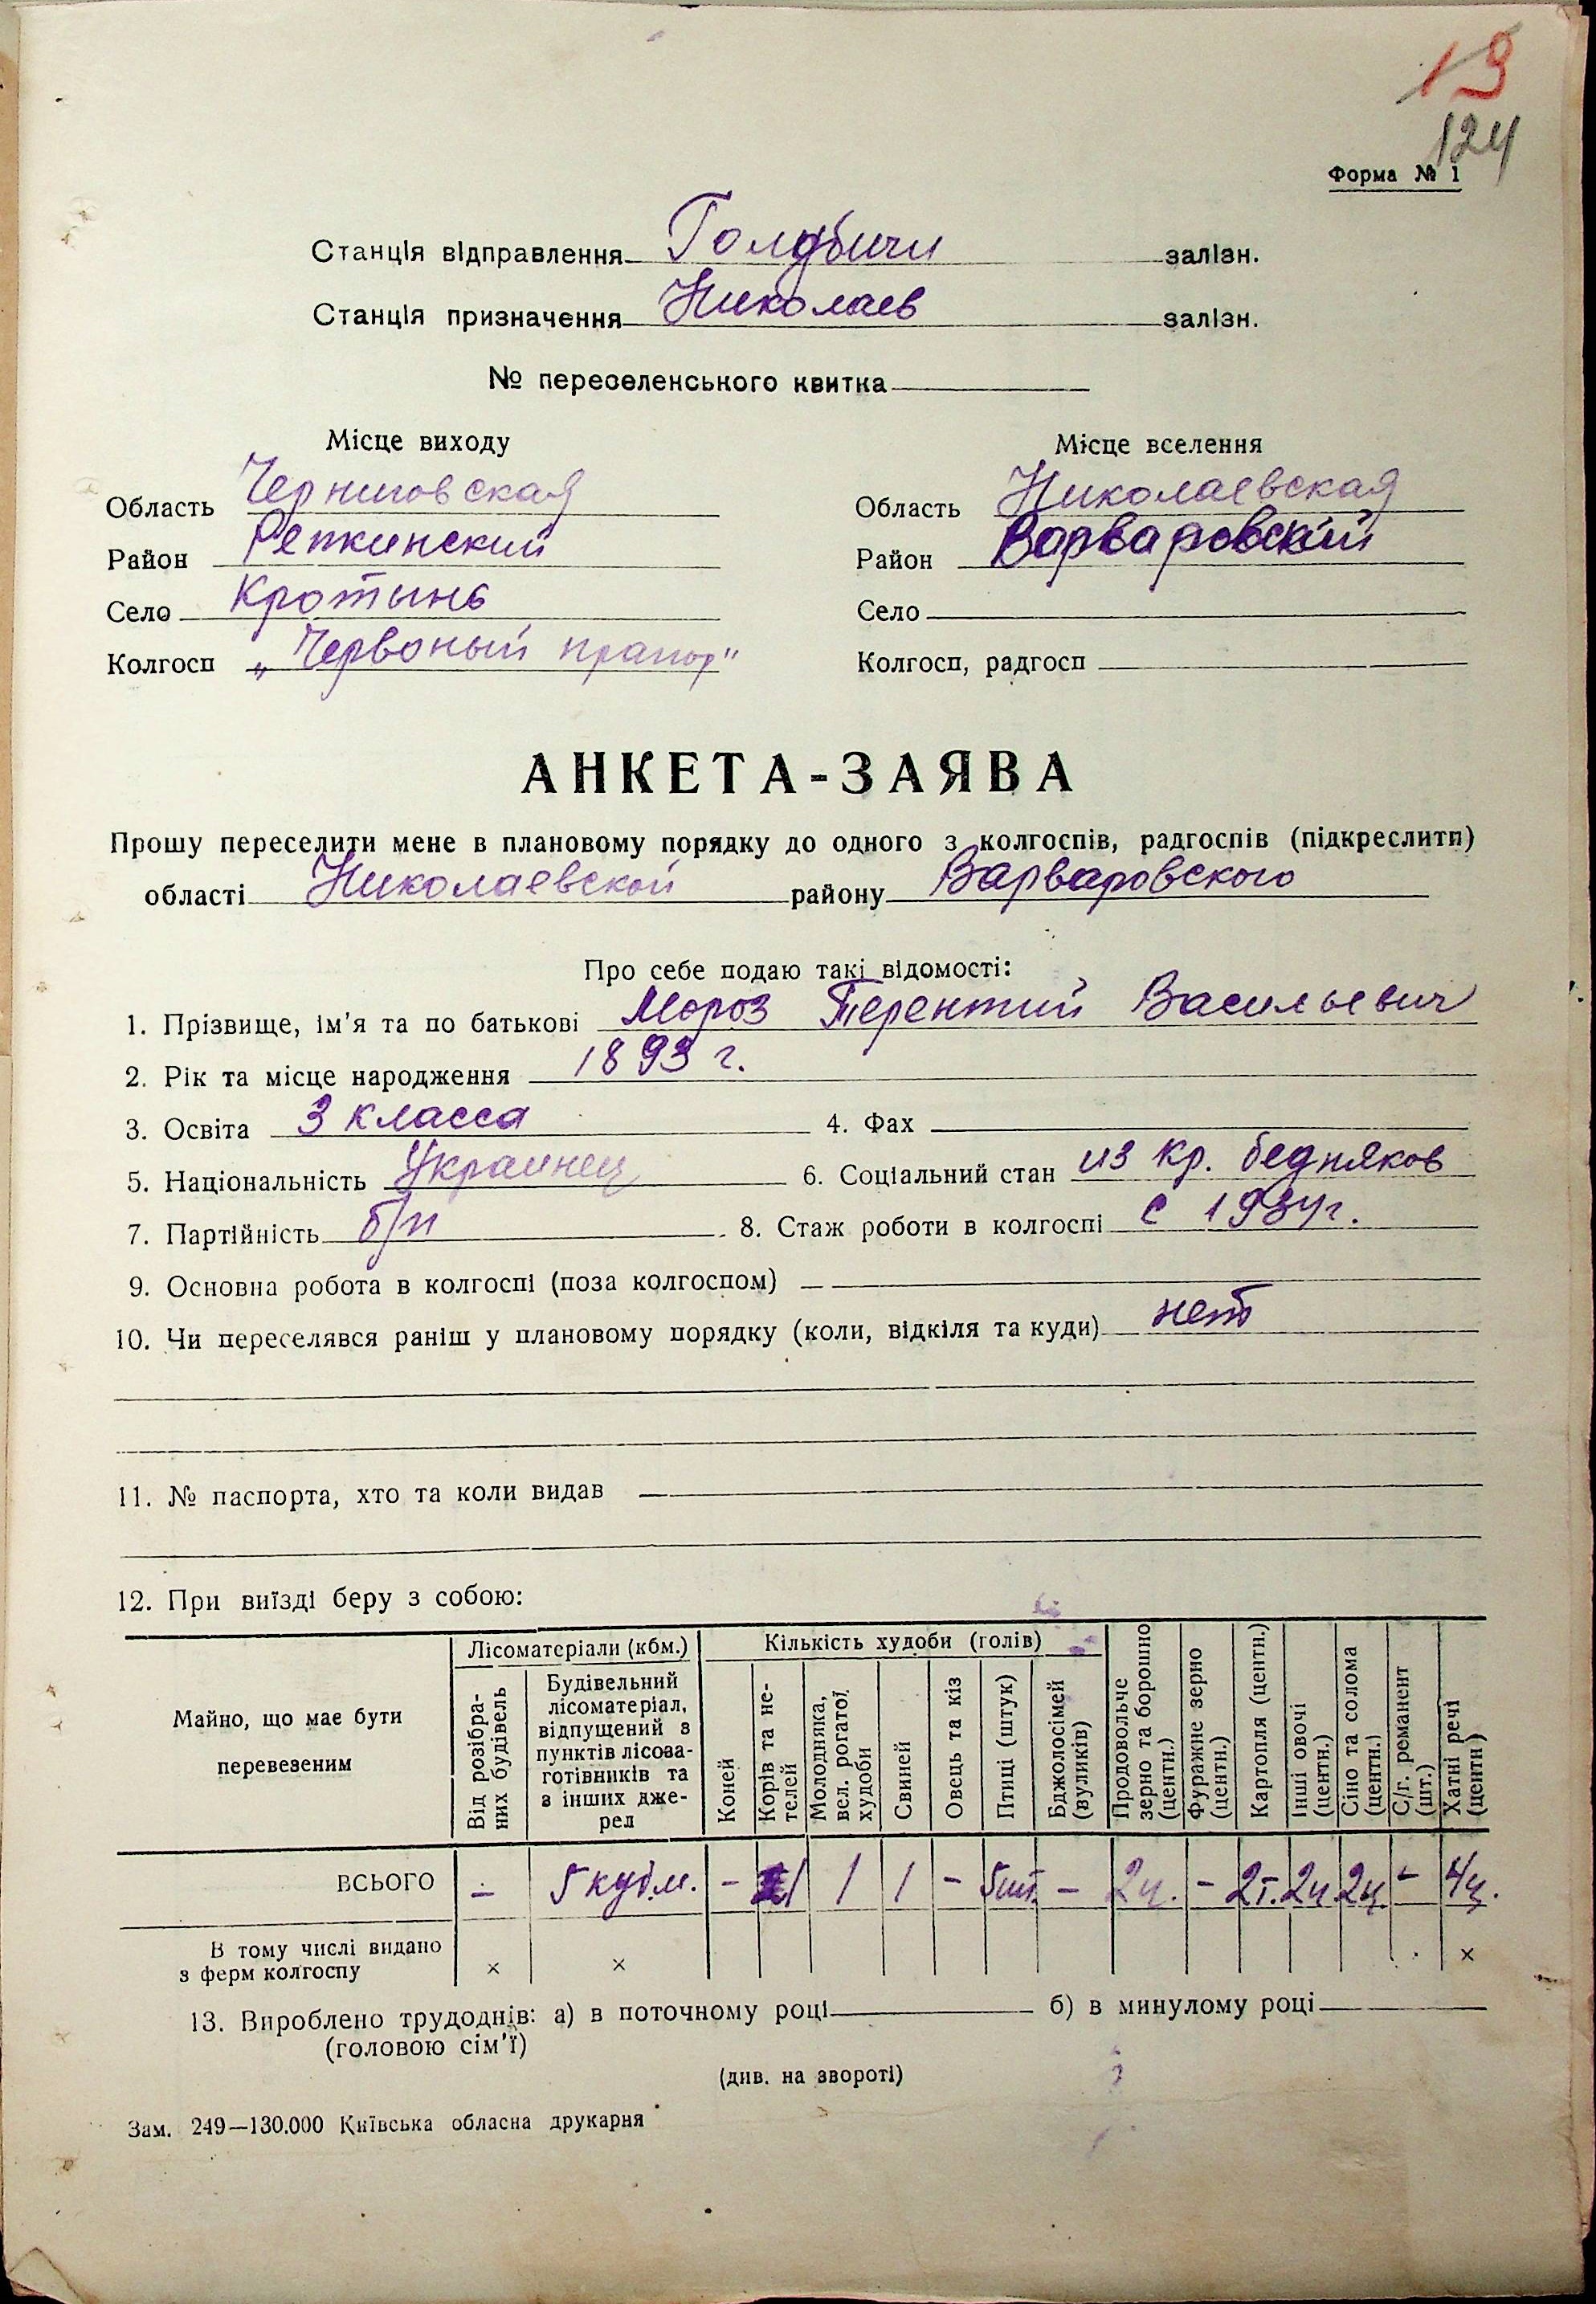 13
124
Форма № 1
Станція відправлення Голубичи залізн.
Станція призначення Николаев залізн.
№ переселенського квитка
Місце виходу
Місце вселення
Область Черниговская
Область Николаевская
Район Репкинский
Район Варваровский
Село Кротынь
Село
Колгосп „Червоный прапор"
Колгосп, радгосп
АНКЕТА-ЗАЯВА
Прошу переселити мене в плановому порядку до одного з колгоспів, радгоспів (підкреслити)
області Николаевской району Варваровского
Про себе подаю такі відомості:
1. Прізвище, ім'я та по батькові Мороз Терентий Васильевич
2. Рік та місце народження 1893 г.
3. Освіта 3 класса 4. Фах
5. Національність Украинец 6. Соціальний стан из кр. бедняков
7. Партійність б/п 8. Стаж роботи в колгоспі с 1934г.
9. Основна робота в колгоспі (поза колгоспом) —
10. Чи переселявся раніш у плановому порядку (коли, відкіля та куди) нет
11. № паспорта, хто та коли видав
12. При виїзді беру з собою:
Майно, що має бути перевезеним
Лісоматеріали (кбм.)
Від розібраних будівель
Будівельний лісоматеріал, відпущений з пунктів лісозаготівників та з інших джерел
Кількість худоби (голів)
Коней
Корів та нетелей
Молодняка, вел. рогатої худоби
Свиней
Овець та кіз
Птиці (штук)
Бджолосімей (вуликів)
Продовольче зерно та борошно (центн.)
Фуражне зерно (центн.)
Картопля (центн.)
Інші овочі (центн.)
Сіно та солома (центн.)
С/г. реманент (шт.)
Хатні речі (центн)
ВСЬОГО – 5 куб.м. – 1 1 1 – 5шт. – 2ц. – 2т. 2ц 2ц. – 4ц.
В тому числі видано
з ферм колгоспу × × ×
13. Вироблено трудоднів: а) в поточному році б) в минулому році
(головою сім'ї)
(див. на звороті)
Зам. 249—130.000 Київська обласна друкарня